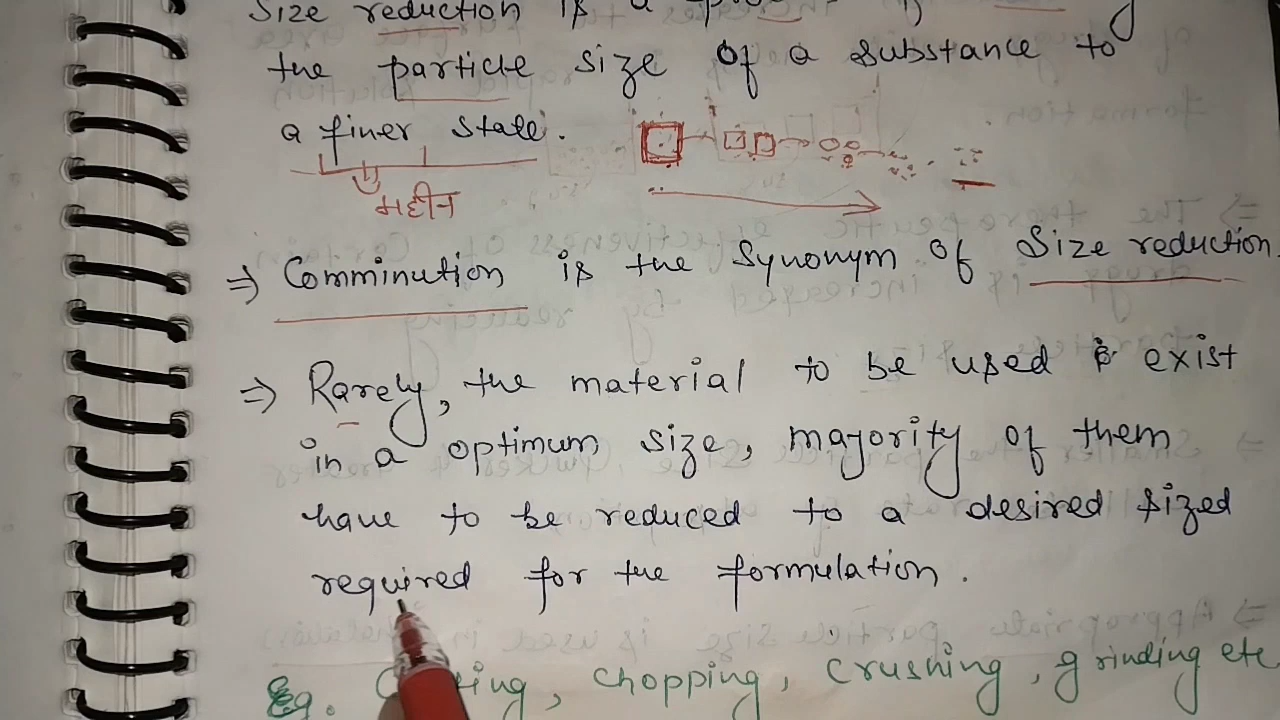 Size reduction is a
the particle size of a substance to
a finer state.
महीन
⇒ Comminution is the Synonym of Size reduction.
⇒ Rarely, the material to be used exist
in a optimum size, majority of them
have to be reduced to a desired sized
required for the formulation.
Eg. chopping, crushing, grinding etc